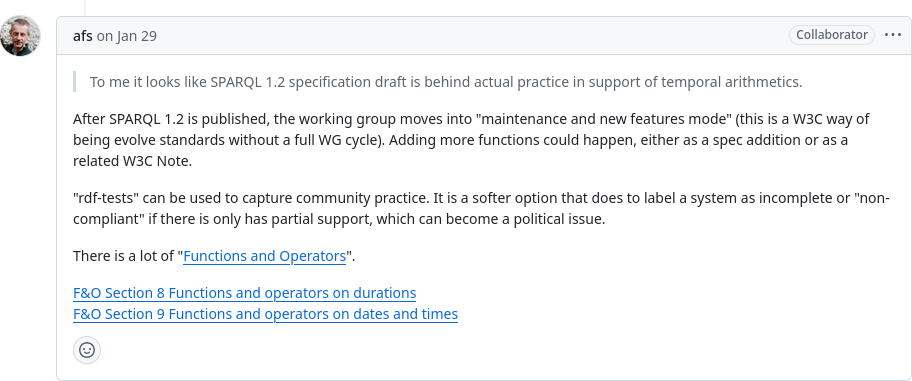 afs on Jan 29
Collaborator
To me it looks like SPARQL 1.2 specification draft is behind actual practice in support of temporal arithmetics.
After SPARQL 1.2 is published, the working group moves into "maintenance and new features mode" (this is a W3C way of
being evolve standards without a full WG cycle). Adding more functions could happen, either as a spec addition or as a
related W3C Note.
"rdf-tests" can be used to capture community practice. It is a softer option that does to label a system as incomplete or "non-
compliant" if there is only has partial support, which can become a political issue.
There is a lot of "Functions and Operators".
F&O Section 8 Functions and operators on durations
F&O Section 9 Functions and operators on dates and times